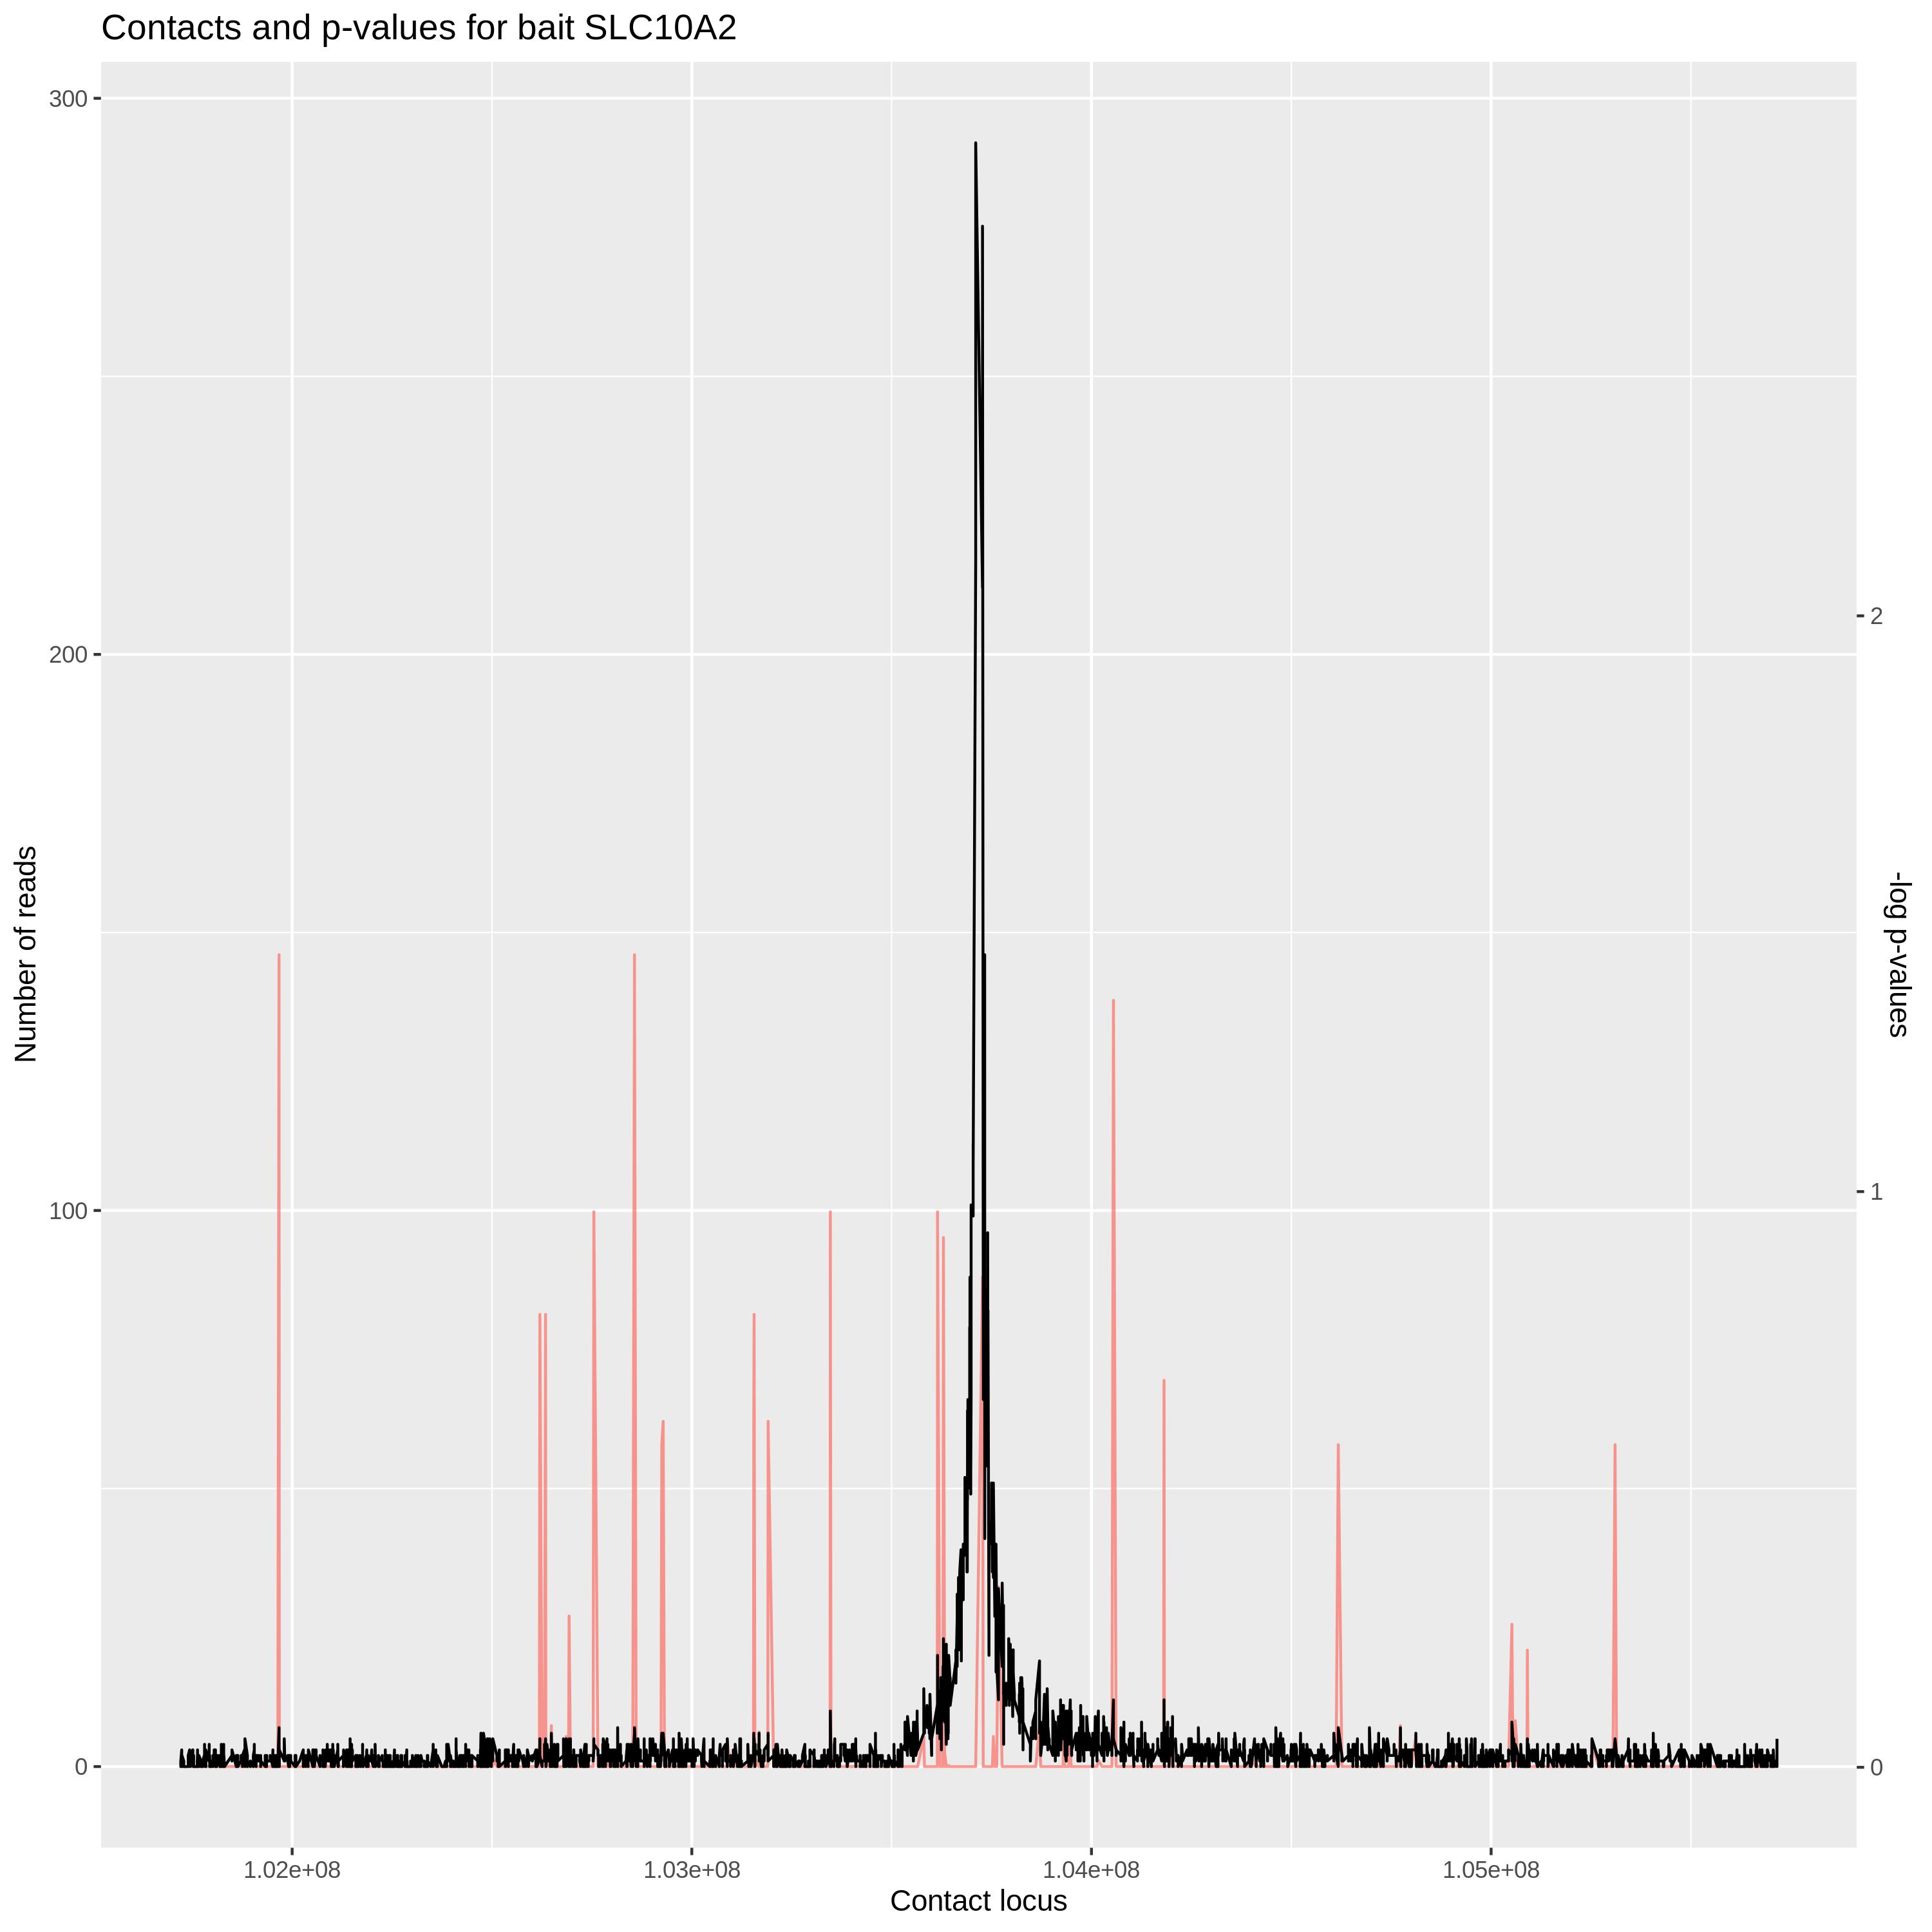 Contacts and p-values for bait SLC10A2
300
200
100
0
Number of reads
2
1
0
-log p-values
1.02e+08 1.03e+08 1.04e+08 1.05e+08
Contact locus